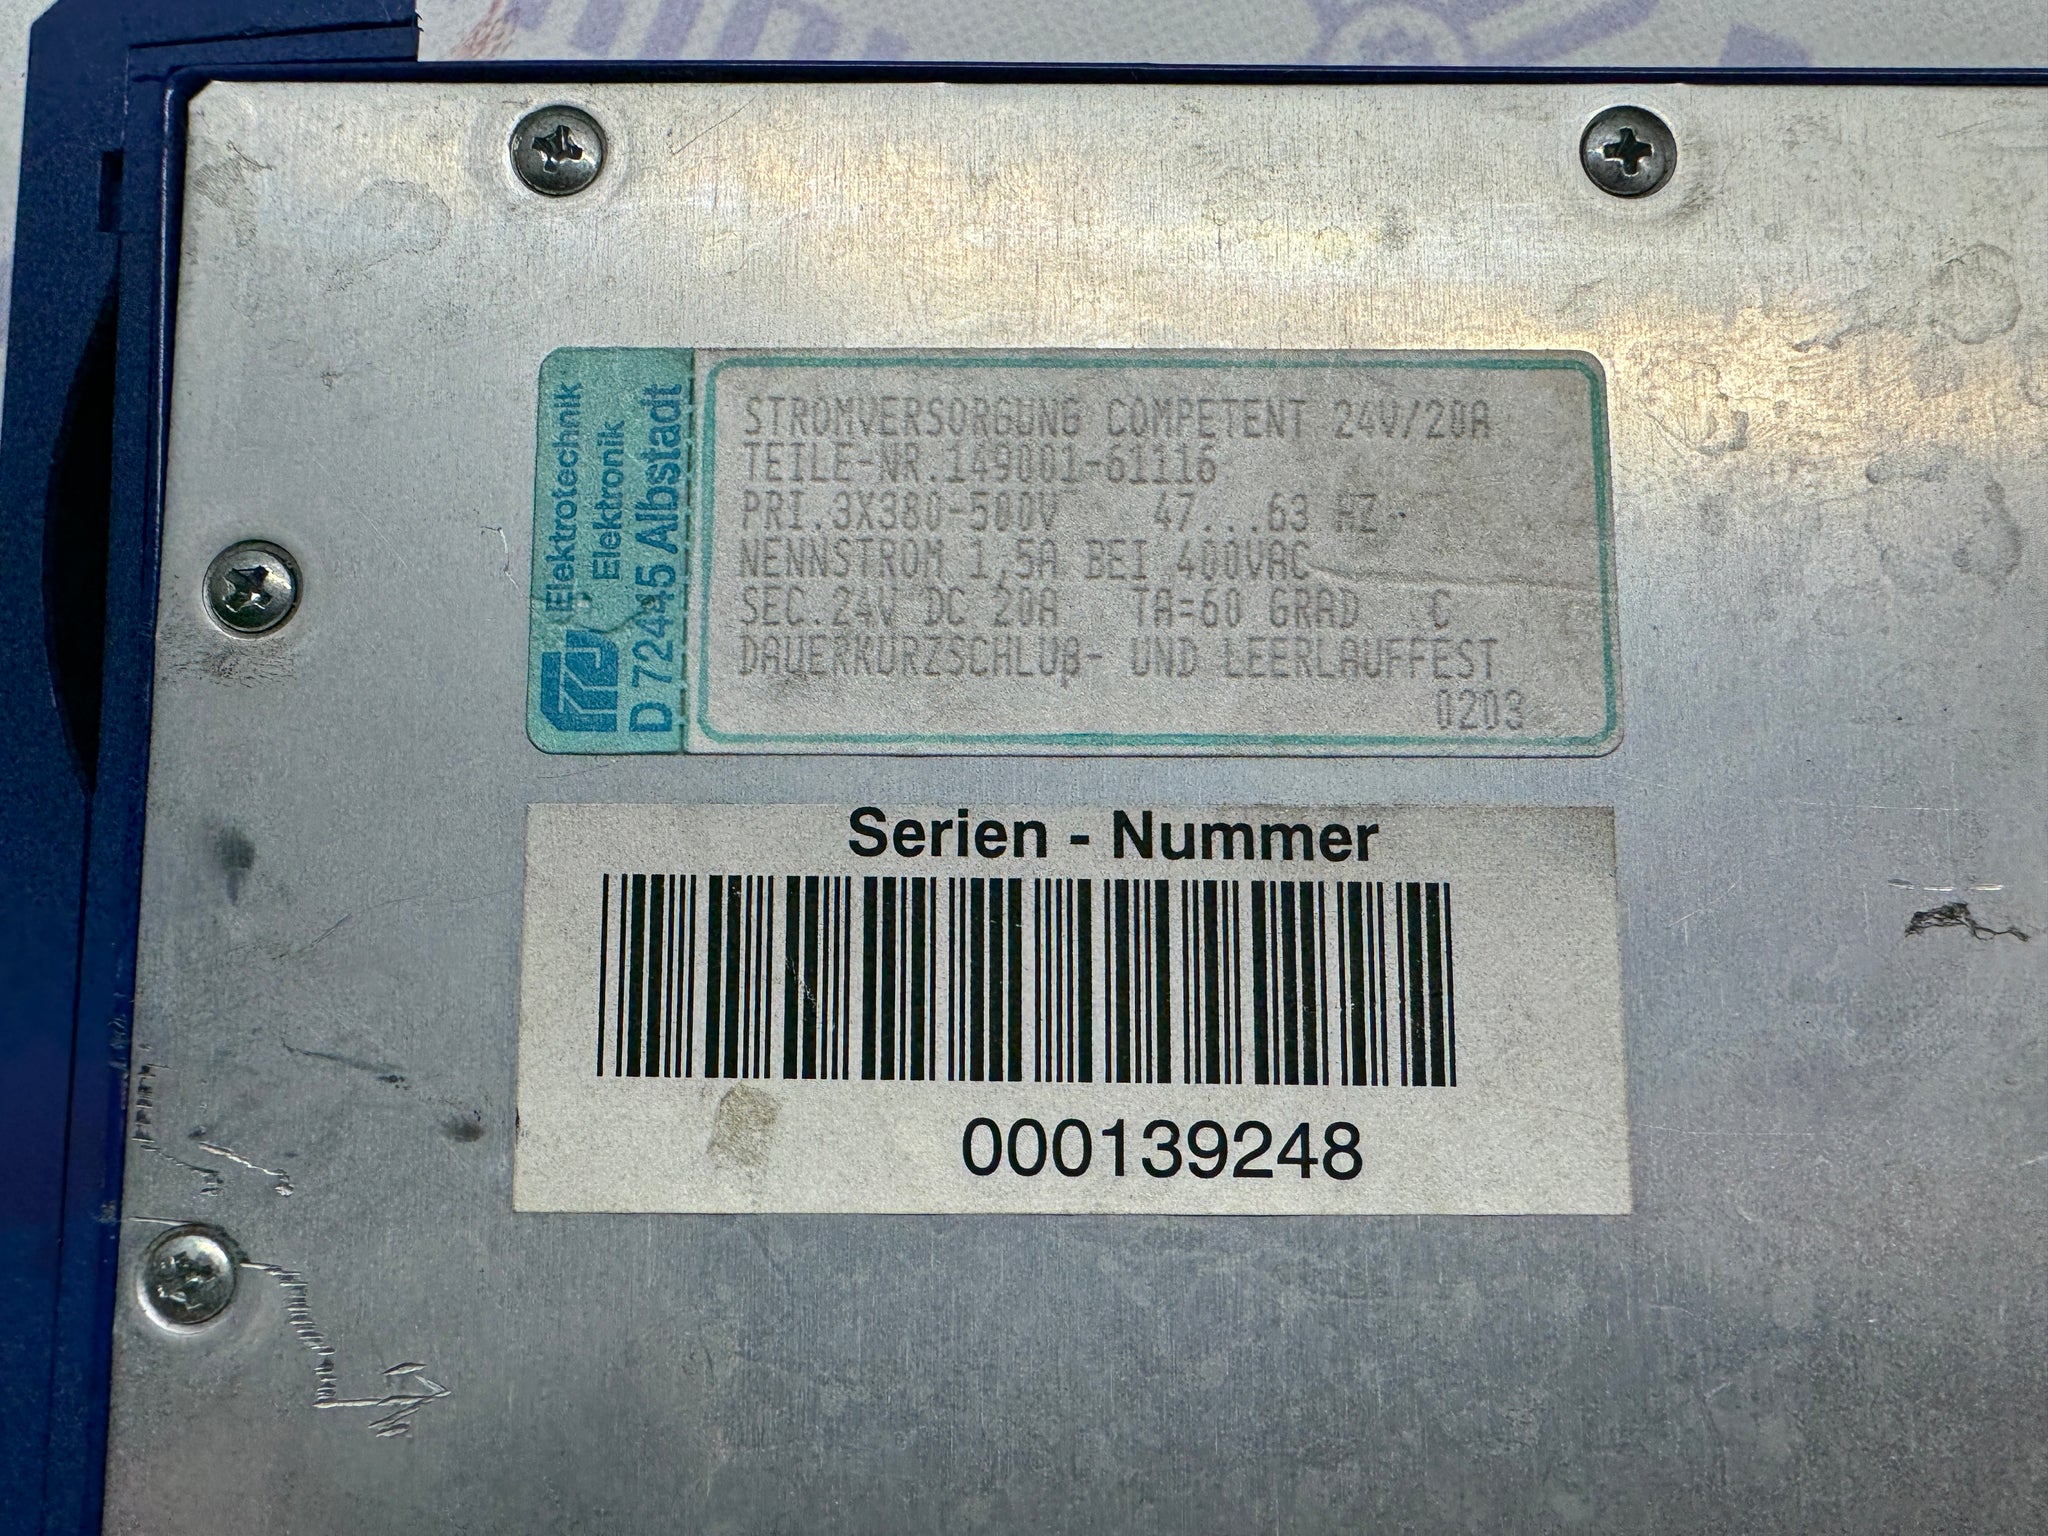 Elektrotechnik
Elektronik
D 72445 Albstadt
STROMVERSORGUNG COMPETENT 24V/20A
TEILE-NR.149001-61116
PRI.3X380-500V 47...63 HZ
NENNSTROM 1,5A BEI 400VAC
SEC.24V DC 20A TA=60 GRAD C
DAUERKURZSCHLUß- UND LEERLAUFFEST
0203
Serien - Nummer
000139248